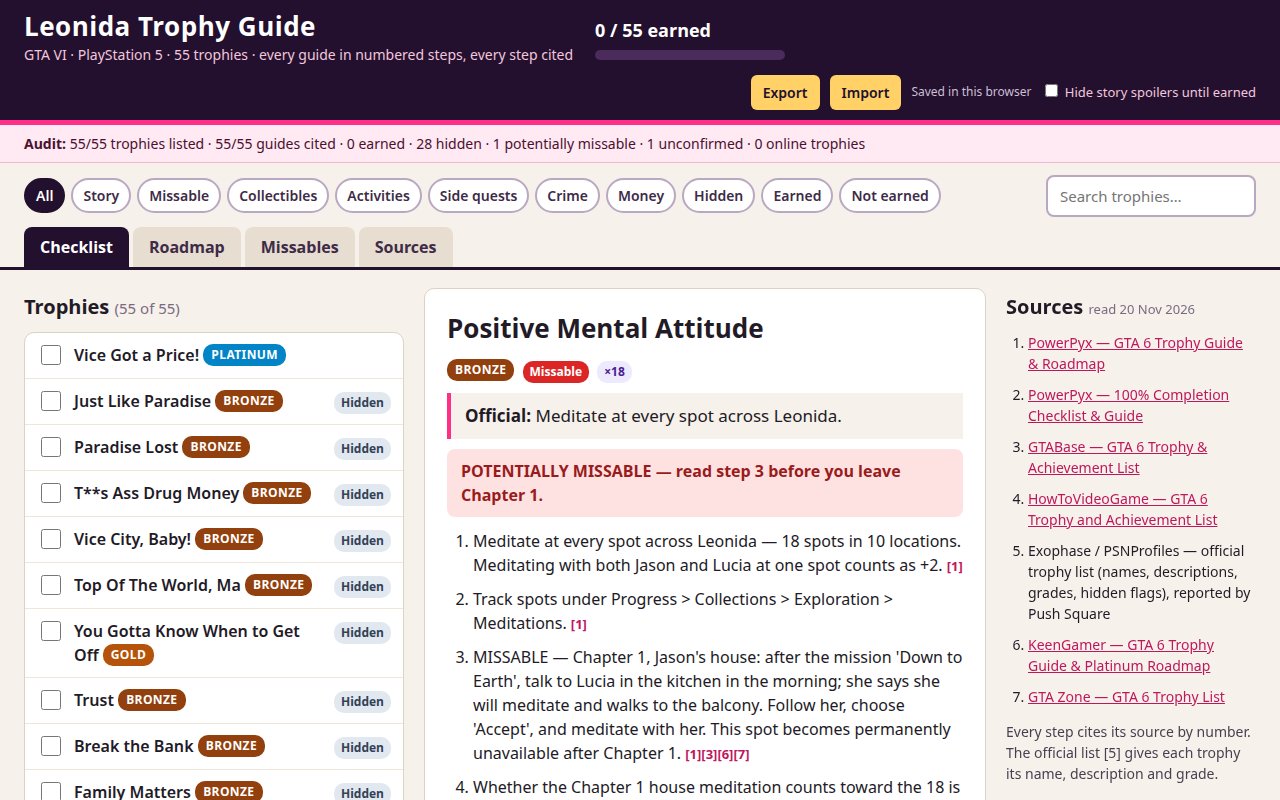 Leonida Trophy Guide
GTA VI · PlayStation 5 · 55 trophies · every guide in numbered steps, every step cited
0 / 55 earned
Export
Import
Saved in this browser
Hide story spoilers until earned
Audit: 55/55 trophies listed · 55/55 guides cited · 0 earned · 28 hidden · 1 potentially missable · 1 unconfirmed · 0 online trophies
All
Story
Missable
Collectibles
Activities
Side quests
Crime
Money
Hidden
Earned
Not earned
Search trophies...
Checklist
Roadmap
Missables
Sources
Trophies (55 of 55)
Vice Got a Price! PLATINUM
Just Like Paradise BRONZE Hidden
Paradise Lost BRONZE Hidden
T**s Ass Drug Money BRONZE Hidden
Vice City, Baby! BRONZE Hidden
Top Of The World, Ma BRONZE Hidden
You Gotta Know When to Get Hidden
Off GOLD
Trust BRONZE Hidden
Break the Bank BRONZE Hidden
Family Matters BRONZE Hidden
Positive Mental Attitude
BRONZE Missable ×18
Official: Meditate at every spot across Leonida.
POTENTIALLY MISSABLE — read step 3 before you leave
Chapter 1.
1. Meditate at every spot across Leonida — 18 spots in 10 locations.
Meditating with both Jason and Lucia at one spot counts as +2. [1]
2. Track spots under Progress > Collections > Exploration >
Meditations. [1]
3. MISSABLE — Chapter 1, Jason's house: after the mission 'Down to
Earth', talk to Lucia in the kitchen in the morning; she says she
will meditate and walks to the balcony. Follow her, choose
'Accept', and meditate with her. This spot becomes permanently
unavailable after Chapter 1. [1][3][6][7]
4. Whether the Chapter 1 house meditation counts toward the 18 is
Sources read 20 Nov 2026
1. PowerPyx — GTA 6 Trophy Guide
& Roadmap
2. PowerPyx — 100% Completion
Checklist & Guide
3. GTABase — GTA 6 Trophy &
Achievement List
4. HowToVideoGame — GTA 6
Trophy and Achievement List
5. Exophase / PSNProfiles — official
trophy list (names, descriptions,
grades, hidden flags), reported by
Push Square
6. KeenGamer — GTA 6 Trophy
Guide & Platinum Roadmap
7. GTA Zone — GTA 6 Trophy List
Every step cites its source by number.
The official list [5] gives each trophy
its name, description and grade.